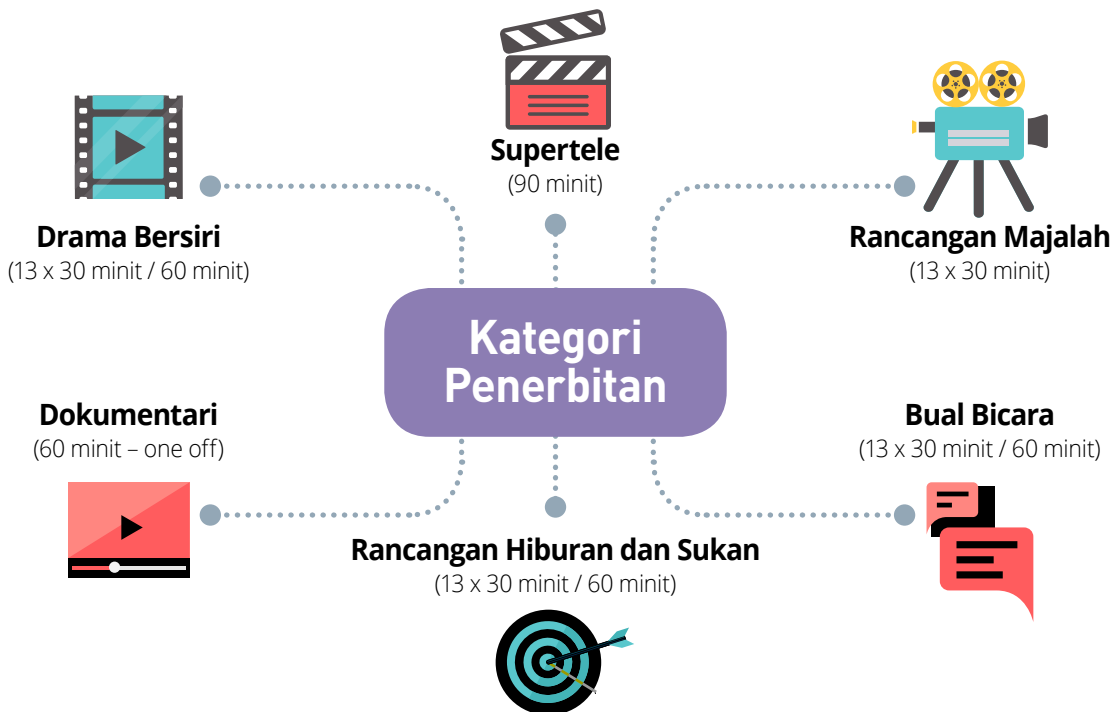 Supertele
(90 minit)
Drama Bersiri
(13 x 30 minit / 60 minit)
Rancangan Majalah
(13 x 30 minit)
Kategori
Penerbitan
Dokumentari
(60 minit – one off)
Bual Bicara
(13 x 30 minit / 60 minit)
Rancangan Hiburan dan Sukan
(13 x 30 minit / 60 minit)